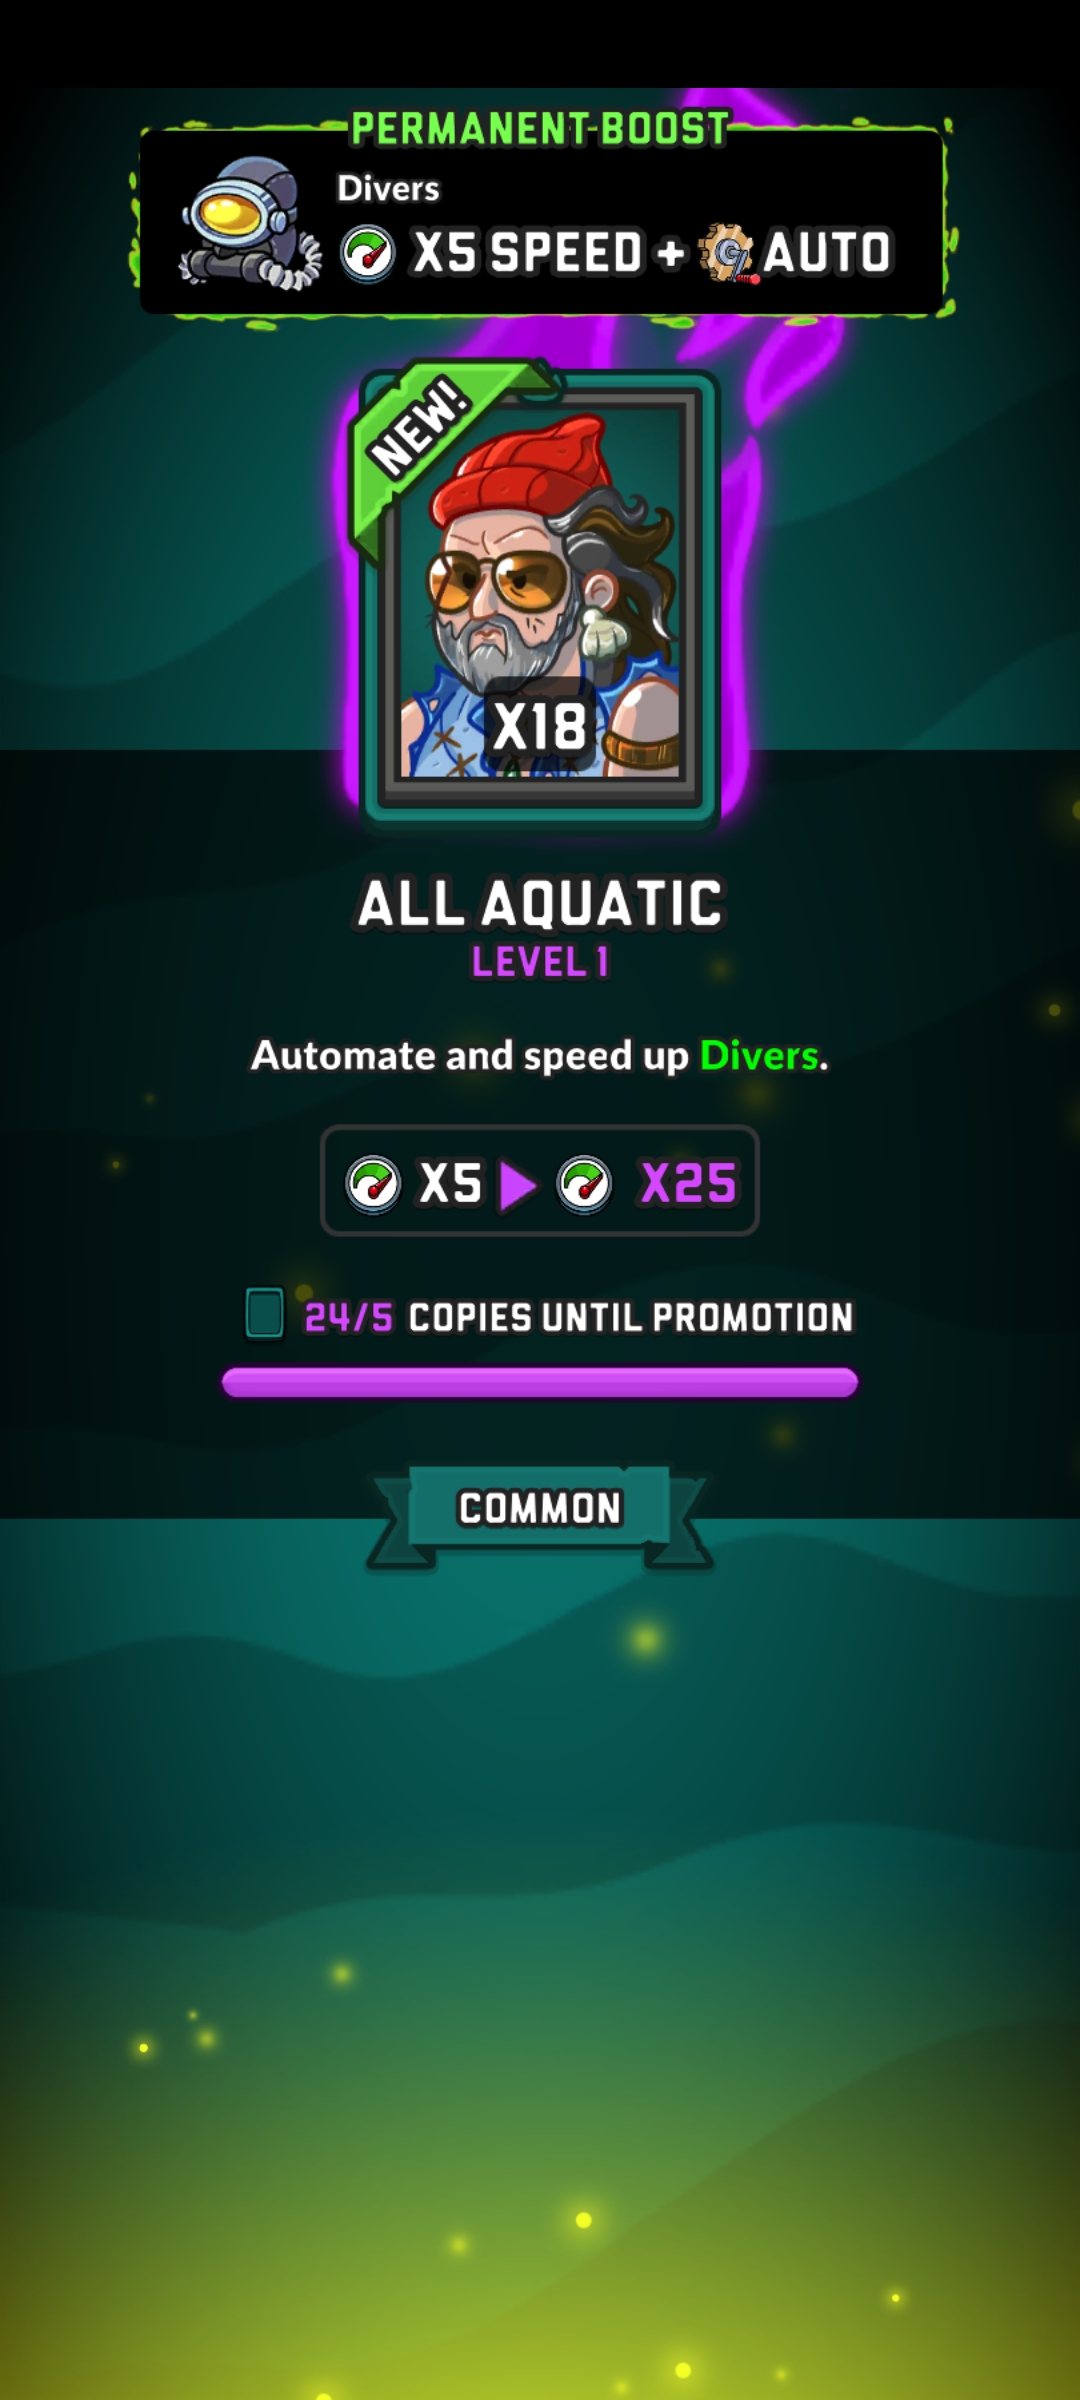 PERMANENT BOOST
Divers
X5 SPEED + AUTO
NEW!
X18
ALL AQUATIC
LEVEL 1
Automate and speed up Divers.
X5 X25
24/5 COPIES UNTIL PROMOTION
COMMON